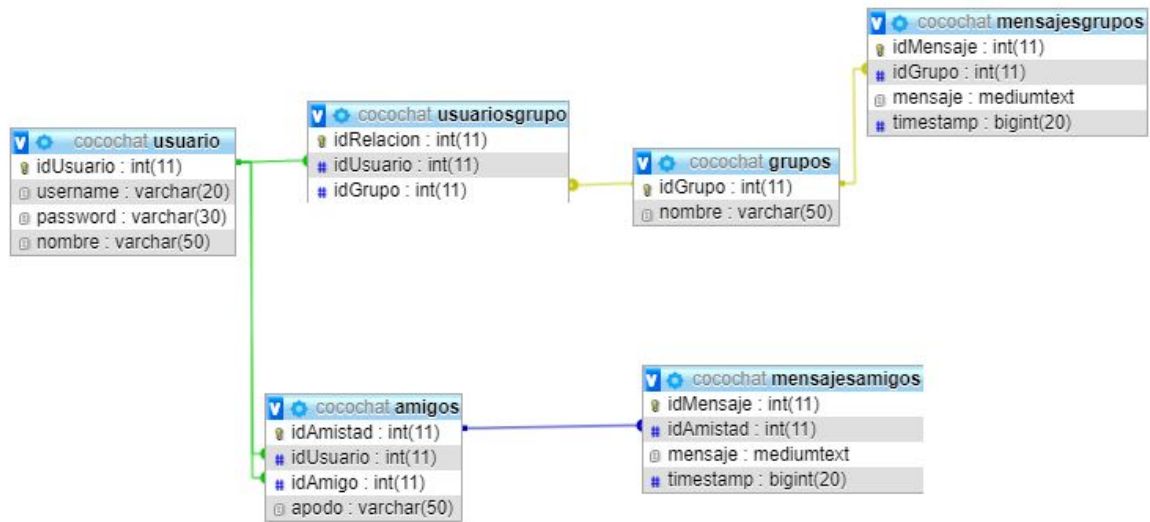 cocochat mensajesgrupos
idMensaje : int(11)
idGrupo : int(11)
mensaje : mediumtext
timestamp : bigint(20)
cocochat usuariosgrupo
idRelacion : int(11)
idUsuario : int(11)
idGrupo : int(11)
cocochat usuario
idUsuario : int(11)
username : varchar(20)
password : varchar(30)
nombre : varchar(50)
cocochat grupos
idGrupo : int(11)
nombre : varchar(50)
cocochat amigos
idAmistad : int(11)
idUsuario : int(11)
idAmigo : int(11)
apodo : varchar(50)
cocochat mensajesamigos
idMensaje : int(11)
idAmistad : int(11)
mensaje : mediumtext
timestamp : bigint(20)